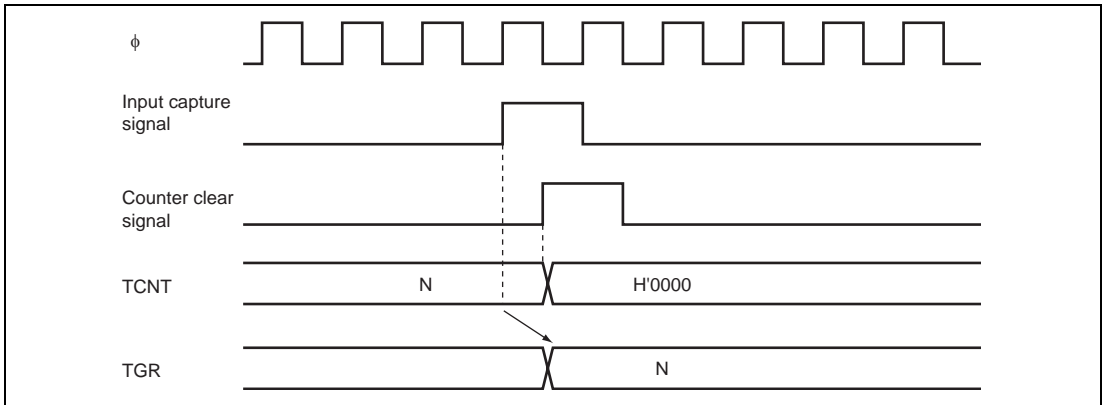 ϕ
Input capture
signal
Counter clear
signal
TCNT
N
H'0000
TGR
N